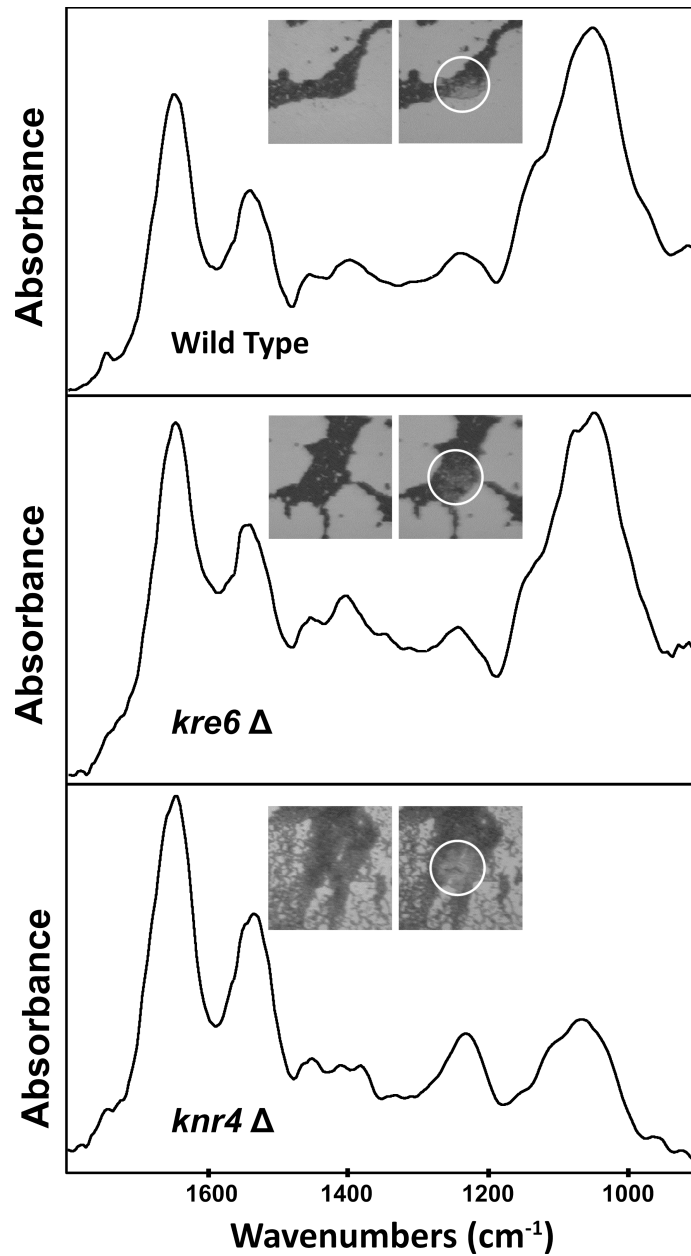 Absorbance
Wild Type
Absorbance
kre6 Δ
Absorbance
knr4 Δ
1600 1400 1200 1000
Wavenumbers (cm-1)